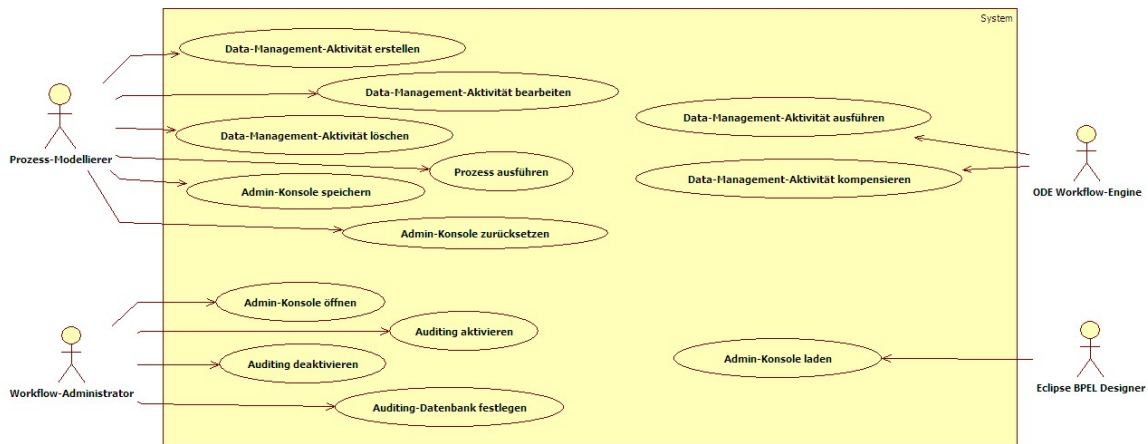 System
Data-Management-Aktivität erstellen
Data-Management-Aktivität bearbeiten
Data-Management-Aktivität ausführen
Data-Management-Aktivität löschen
Prozess-Modellierer
Prozess ausführen
Data-Management-Aktivität kompensieren
Admin-Konsole speichern
ODE Workflow-Engine
Admin-Konsole zurücksetzen
Admin-Konsole öffnen
Auditing aktivieren
Auditing deaktivieren
Admin-Konsole laden
Workflow-Administrator
Eclipse BPEL Designer
Auditing-Datenbank festlegen